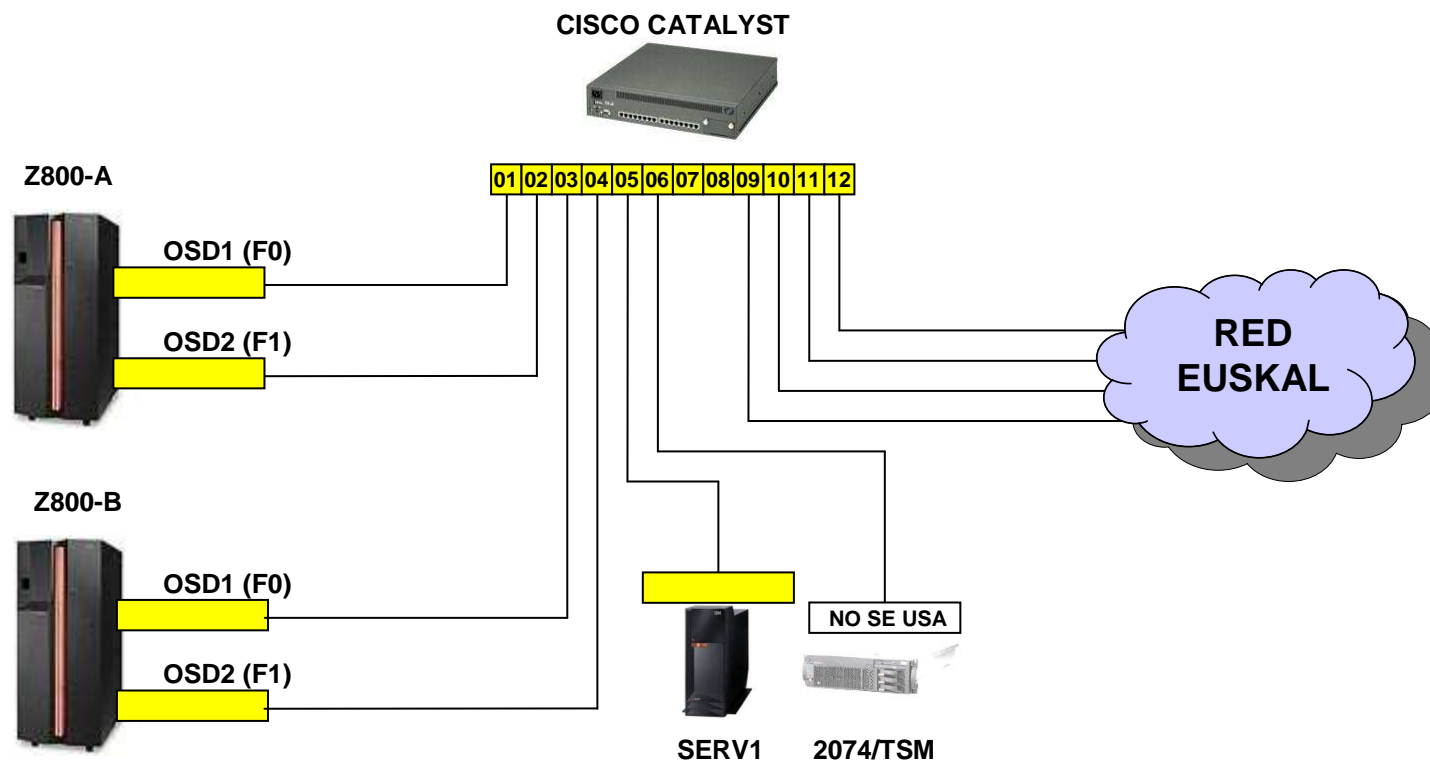 CISCO CATALYST
Z800-A
01 02 03 04 05 06 07 08 09 10 11 12
OSD1 (F0)
OSD2 (F1)
RED
EUSKAL
Z800-B
OSD1 (F0)
NO SE USA
OSD2 (F1)
SERV1
2074/TSM